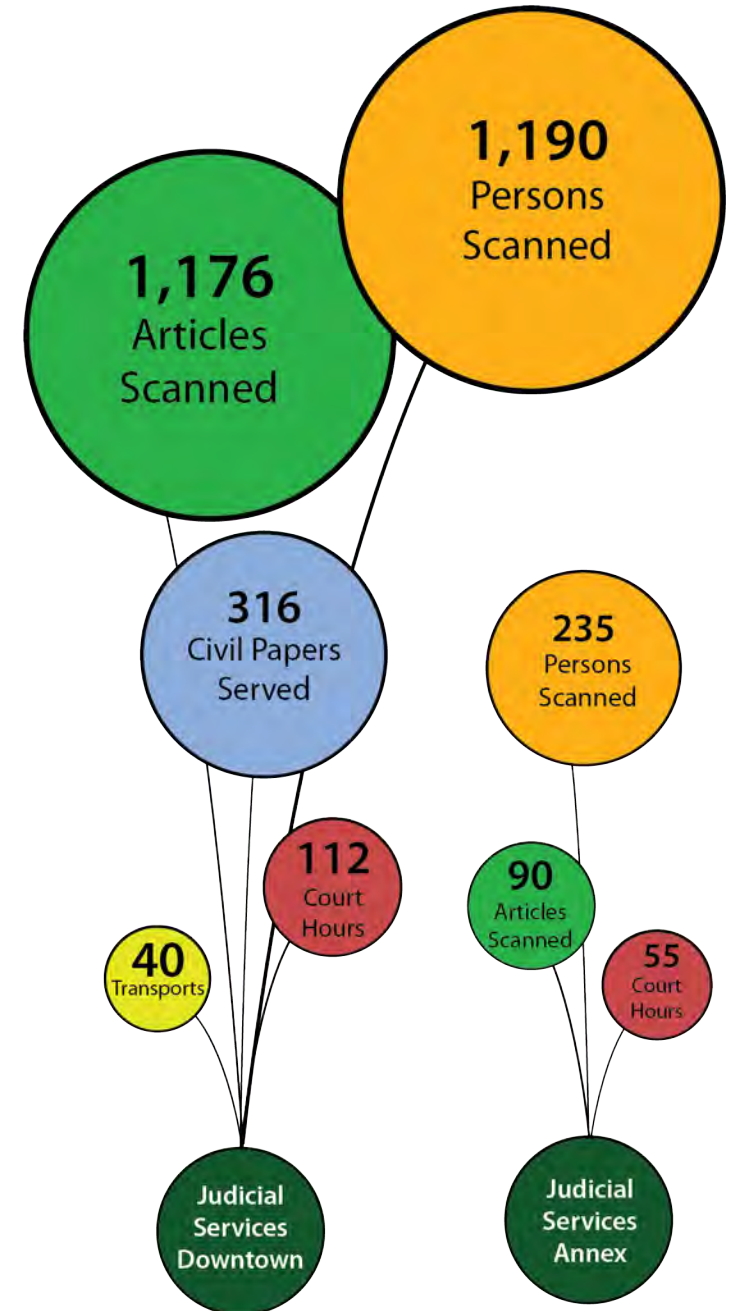 1,190
Persons
Scanned
1,176
Articles
Scanned
316
Civil Papers
Served
235
Persons
Scanned
112
Court
Hours
90
Articles
Scanned
40
Transports
55
Court
Hours
Judicial
Services
Downtown
Judicial
Services
Annex